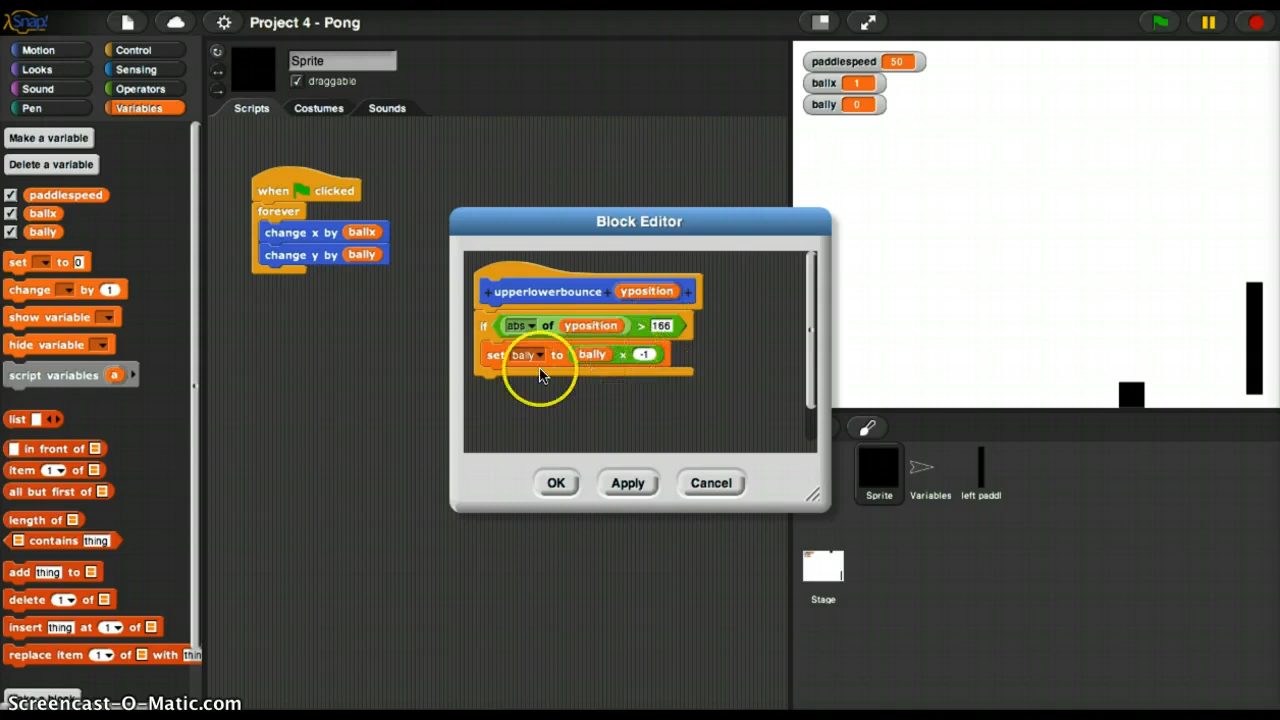 Snap!
Project 4 - Pong
Motion
Control
Looks
Sensing
Sound
Operators
Pen
Variables
Make a variable
Delete a variable
paddlespeed
ballx
bally
set to 0
change by 1
show variable
hide variable
script variables a
list
in front of
item 1 of
all but first of
length of
contains thing
add thing to
delete 1 of
insert thing at 1 of
replace item 1 of with thin
Sprite
draggable
Scripts
Costumes
Sounds
when clicked
forever
change x by ballx
change y by bally
Block Editor
+ upperlowerbounce + yposition +
if abs of yposition > 166
set bally to bally × -1
OK
Apply
Cancel
paddlespeed 50
ballx 1
bally 0
Sprite
Variables
left paddl
Stage
Screencast-O-Matic.com